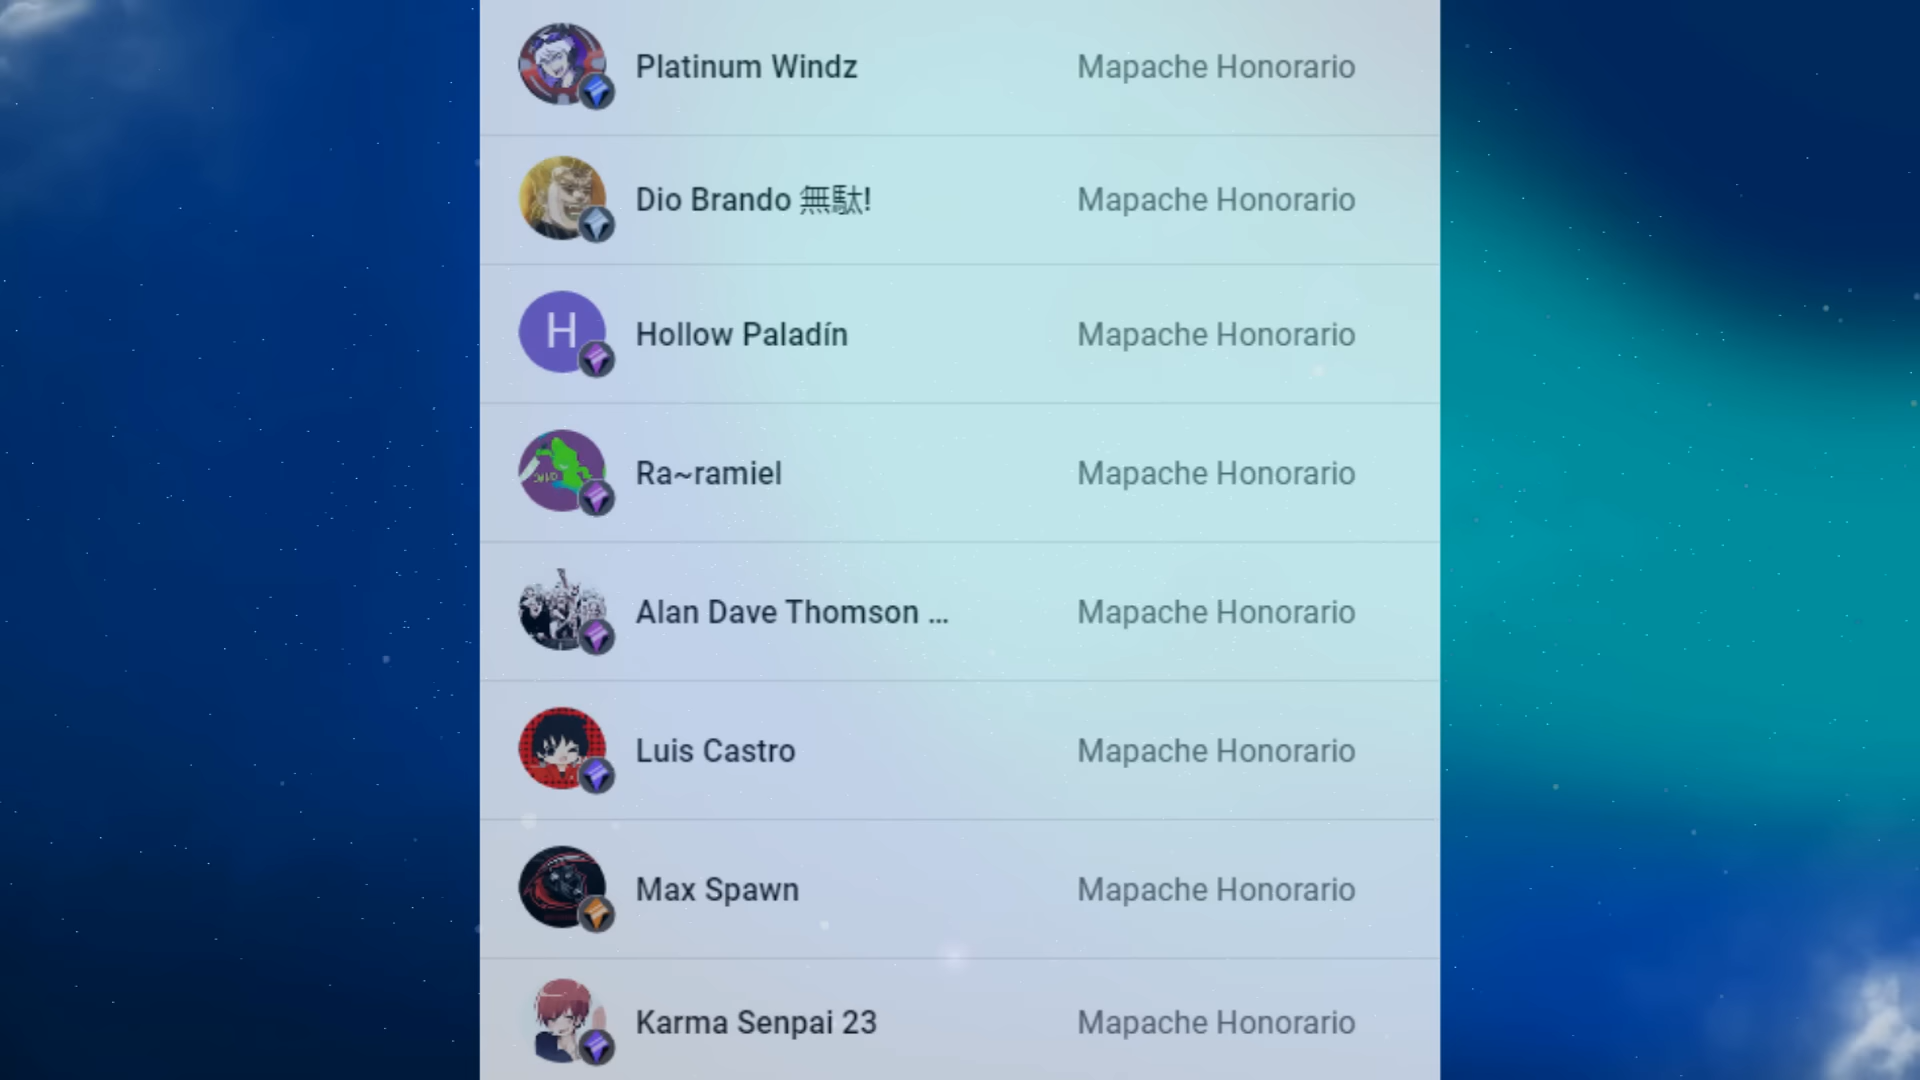 Platinum Windz Mapache Honorario
Dio Brando 無駄! Mapache Honorario
H
Hollow Paladín Mapache Honorario
Ra~ramiel Mapache Honorario
Alan Dave Thomson ... Mapache Honorario
Luis Castro Mapache Honorario
Max Spawn Mapache Honorario
Karma Senpai 23 Mapache Honorario